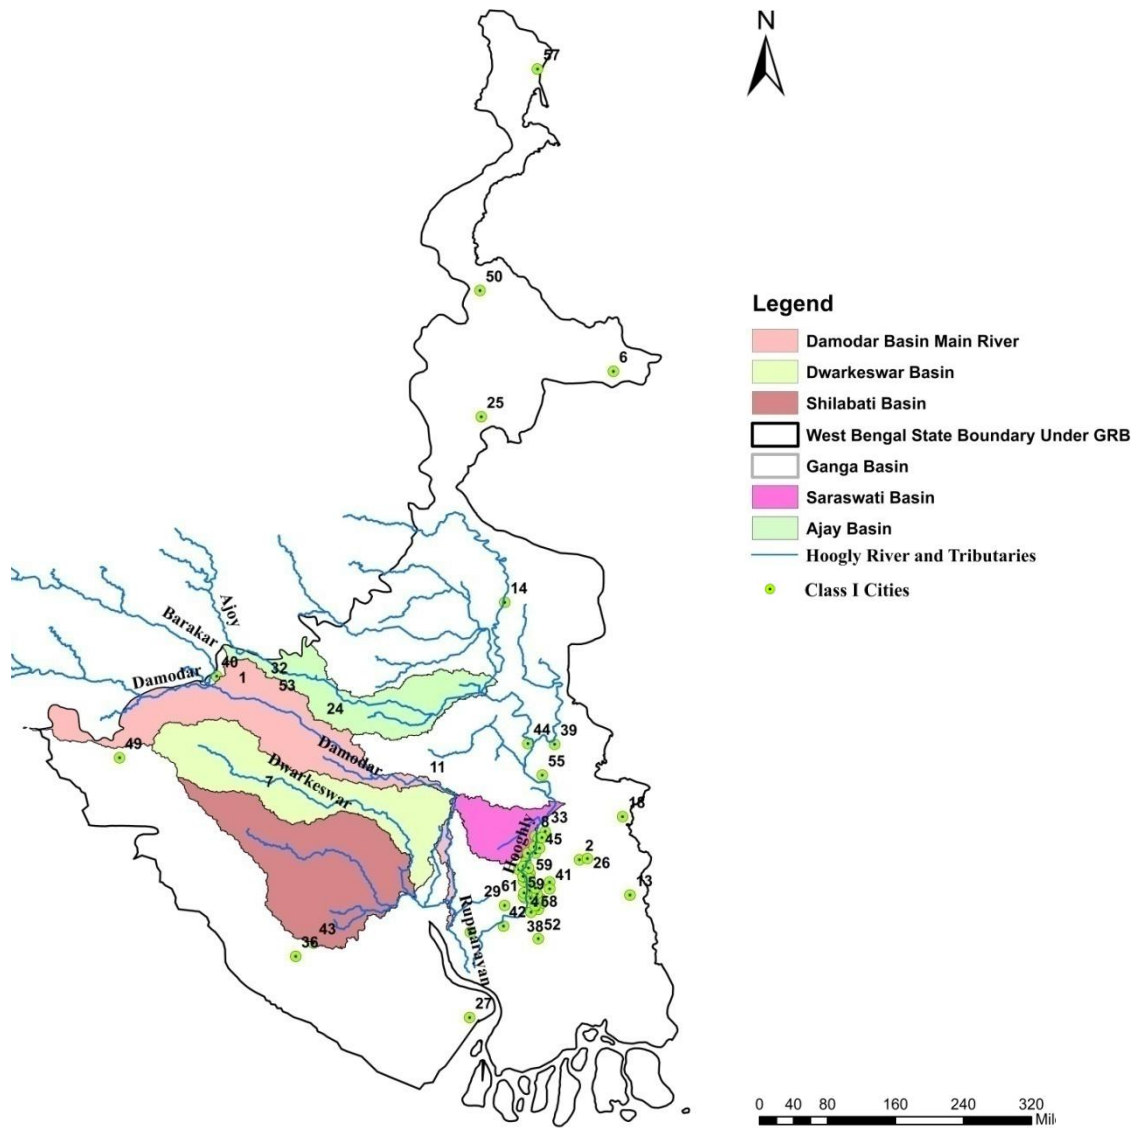 N
57
50
6
25
Legend
Damodar Basin Main River
Dwarkeswar Basin
Shilabati Basin
West Bengal State Boundary Under GRB
Ganga Basin
Saraswati Basin
Ajay Basin
Hoogly River and Tributaries
Class I Cities
14
Ajoy
Barakar
40
32
Damodar
1
53
24
44
39
49
Damodar
11
55
Dwarkeswar
7
18
8
33
Hooghly
45
2
26
59
41
13
29
61
59
58
42
38
52
43
36
Rupnarayan
27
0 40 80 160 240 320